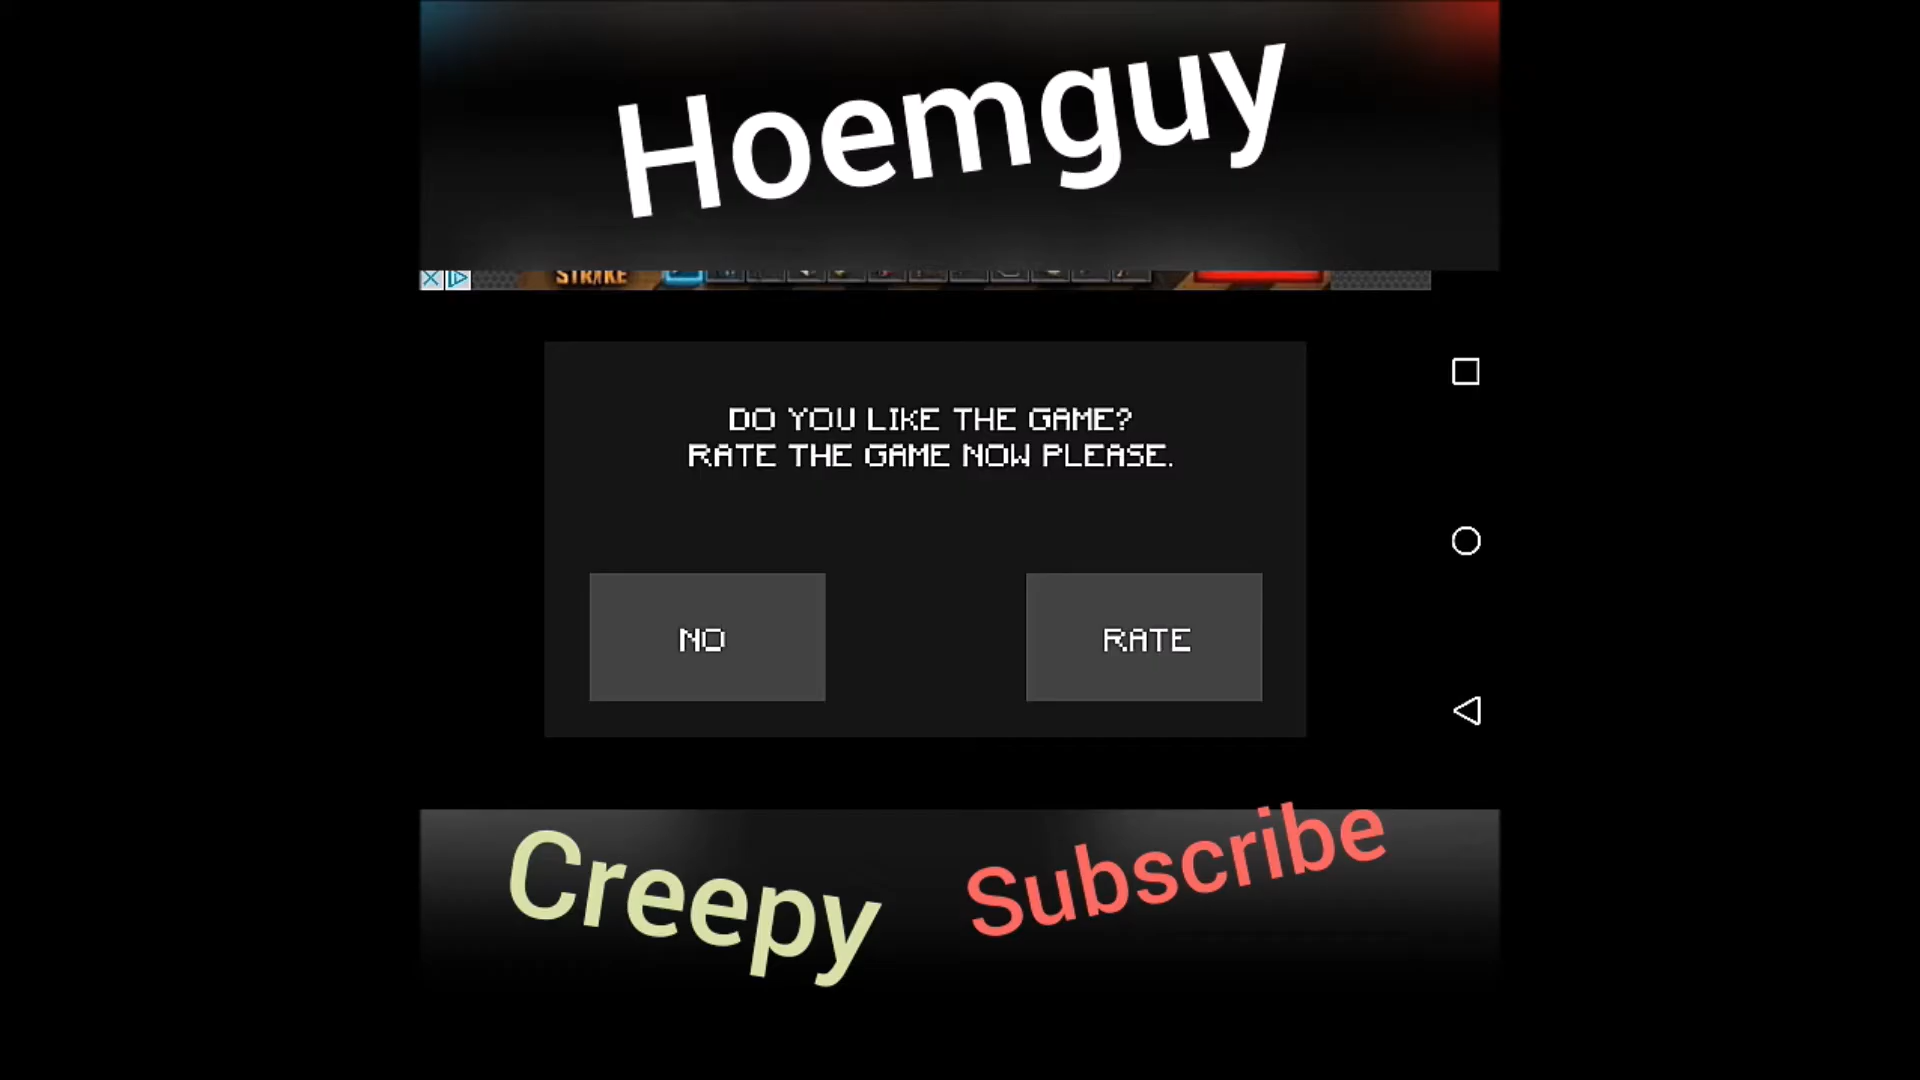 Hoemguy
STRIKE
DO YOU LIKE THE GAME?
RATE THE GAME NOW PLEASE.
NO
RATE
Creepy
Subscribe